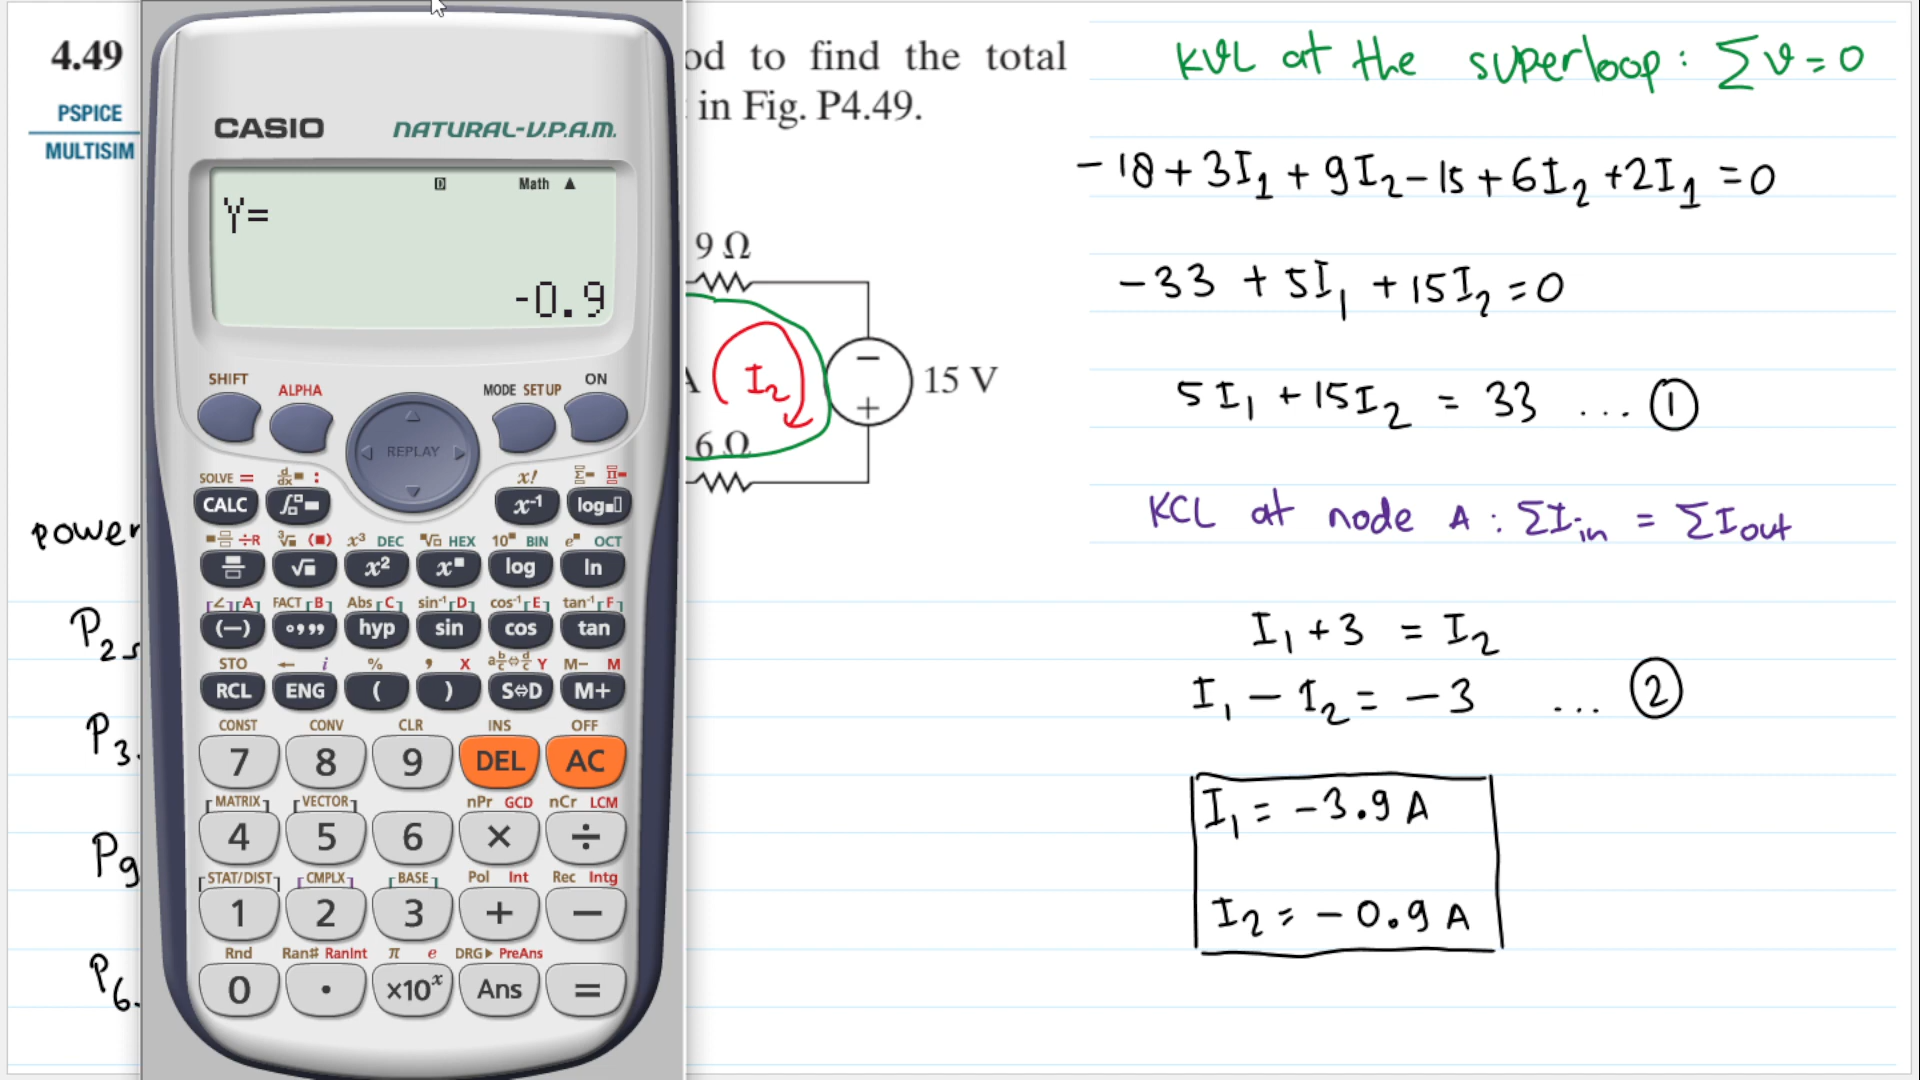 4.49
PSPICE
MULTISIM
od to find the total
in Fig. P4.49.
CASIO
NATURAL-V.P.A.M.
D Math ▲
Y=
-0.9
SHIFT
ALPHA
MODE SETUP
ON
REPLAY
SOLVE = d/dx :
x! Σ Π
CALC ∫
x⁻¹ log
÷R ³√ (■) x³ DEC ■√ HEX 10■ BIN e■ OCT
√■ x² x■ log ln
∠ A FACT B Abs C sin⁻¹ D cos⁻¹ E tan⁻¹ F
(−) °,,, hyp sin cos tan
STO ← i % , X a b/c⇔d/c Y M− M
RCL ENG ( ) S⇔D M+
CONST CONV CLR INS OFF
7 8 9 DEL AC
MATRIX VECTOR nPr GCD nCr LCM
4 5 6 × ÷
STAT/DIST CMPLX BASE Pol Int Rec Intg
1 2 3 + −
Rnd Ran# RanInt π e DRG▶ PreAns
0 . ×10ˣ Ans =
9 Ω
I₂
− + 15 V
6 Ω
power
P₂
P₃
P₉
P₆
KVL at the superloop: Σv=0
-18+3I₁+9I₂-15+6I₂+2I₁=0
-33+5I₁+15I₂=0
5I₁+15I₂=33 ... ①
KCL at node A: ΣIin = ΣIout
I₁+3=I₂
I₁-I₂=-3 ... ②
I₁=-3.9 A
I₂=-0.9 A